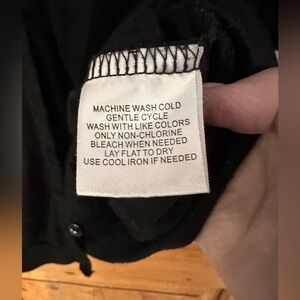 MACHINE WASH COLD
GENTLE CYCLE
WASH WITH LIKE COLORS
ONLY NON-CHLORINE
BLEACH WHEN NEEDED
LAY FLAT TO DRY
USE COOL IRON IF NEEDED